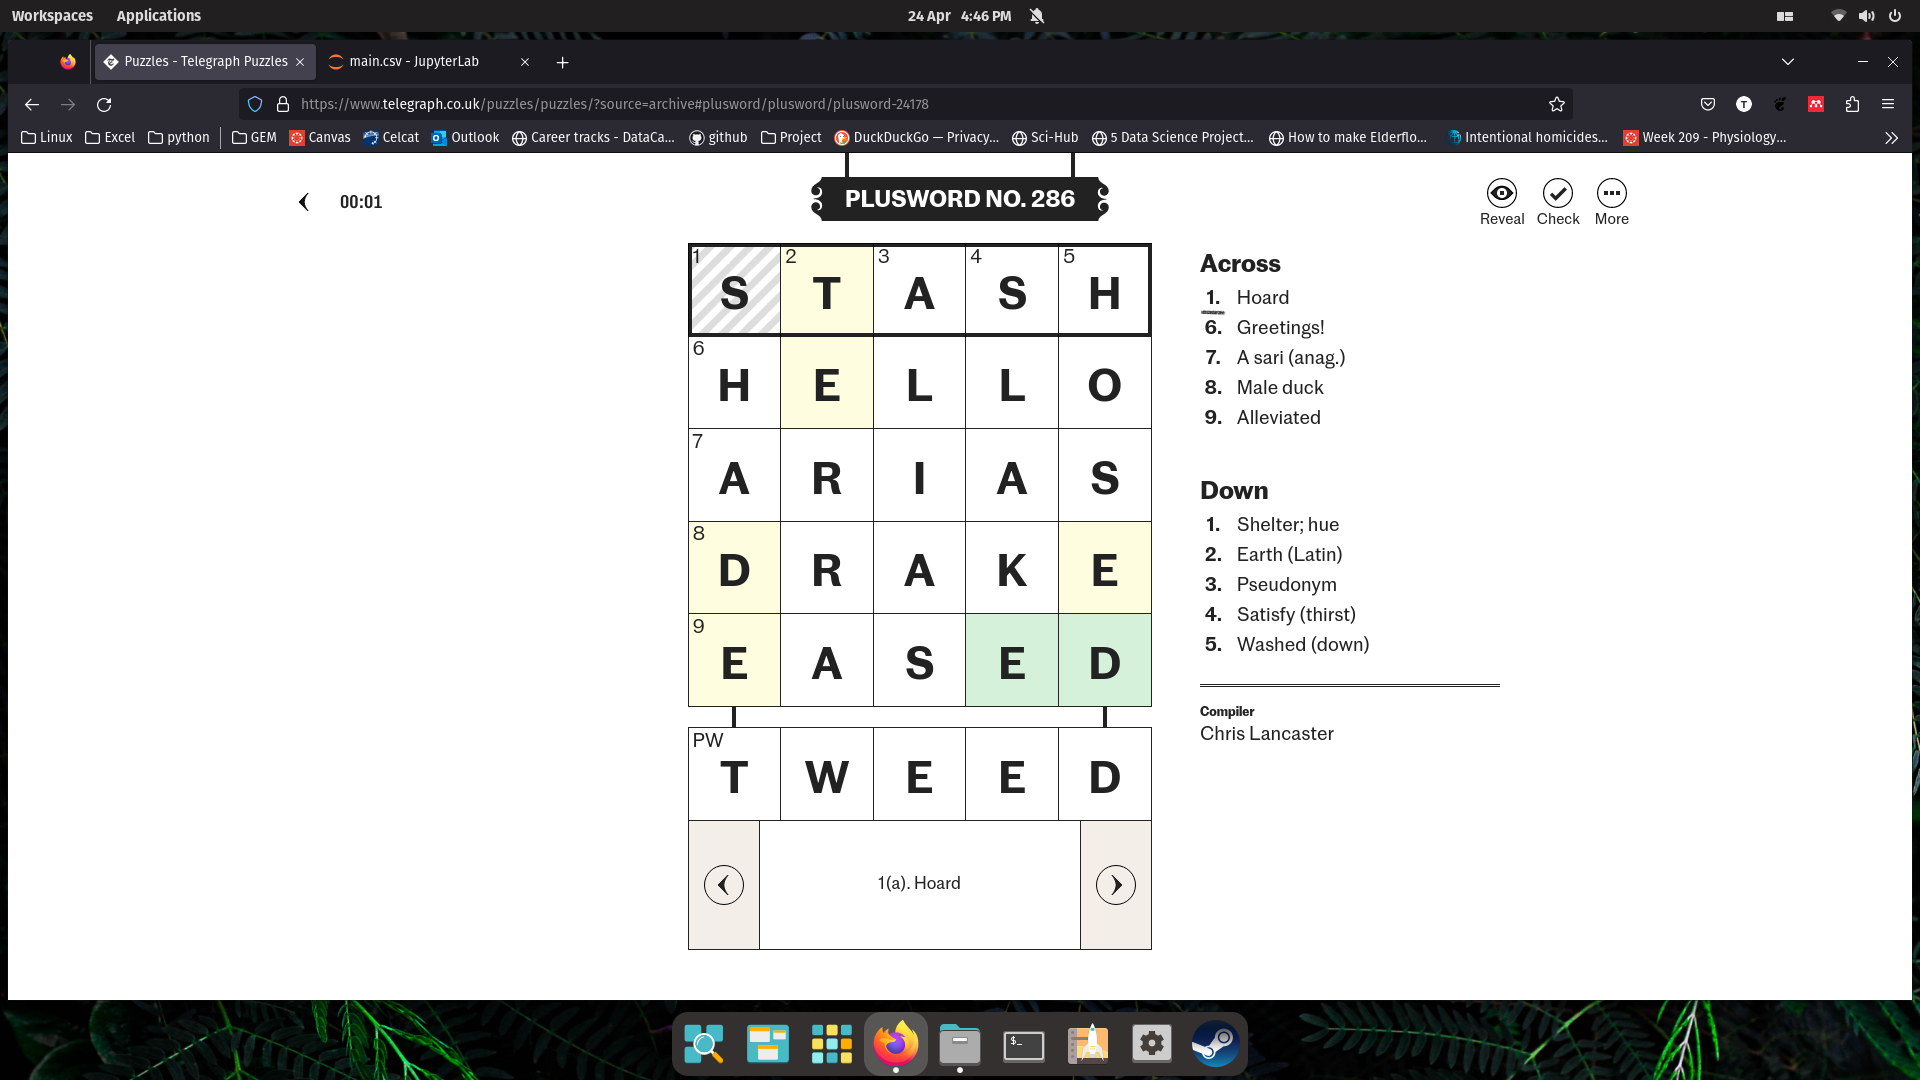 Workspaces Applications 24 Apr 4:46 PM
Puzzles - Telegraph Puzzles main.csv - JupyterLab
https://www.telegraph.co.uk/puzzles/puzzles/?source=archive#plusword/plusword/plusword-24178
Linux Excel python GEM Canvas Celcat Outlook Career tracks - DataCa... github Project DuckDuckGo — Privacy... Sci-Hub 5 Data Science Project... How to make Elderflo... Intentional homicides... Week 209 - Physiology...
00:01
PLUSWORD NO. 286
Reveal Check More
1 S 2 T 3 A 4 S 5 H
6 H E L L O
7 A R I A S
8 D R A K E
9 E A S E D
PW T W E E D
1(a). Hoard
Across
1. Hoard
6. Greetings!
7. A sari (anag.)
8. Male duck
9. Alleviated
Down
1. Shelter; hue
2. Earth (Latin)
3. Pseudonym
4. Satisfy (thirst)
5. Washed (down)
Compiler
Chris Lancaster
$_